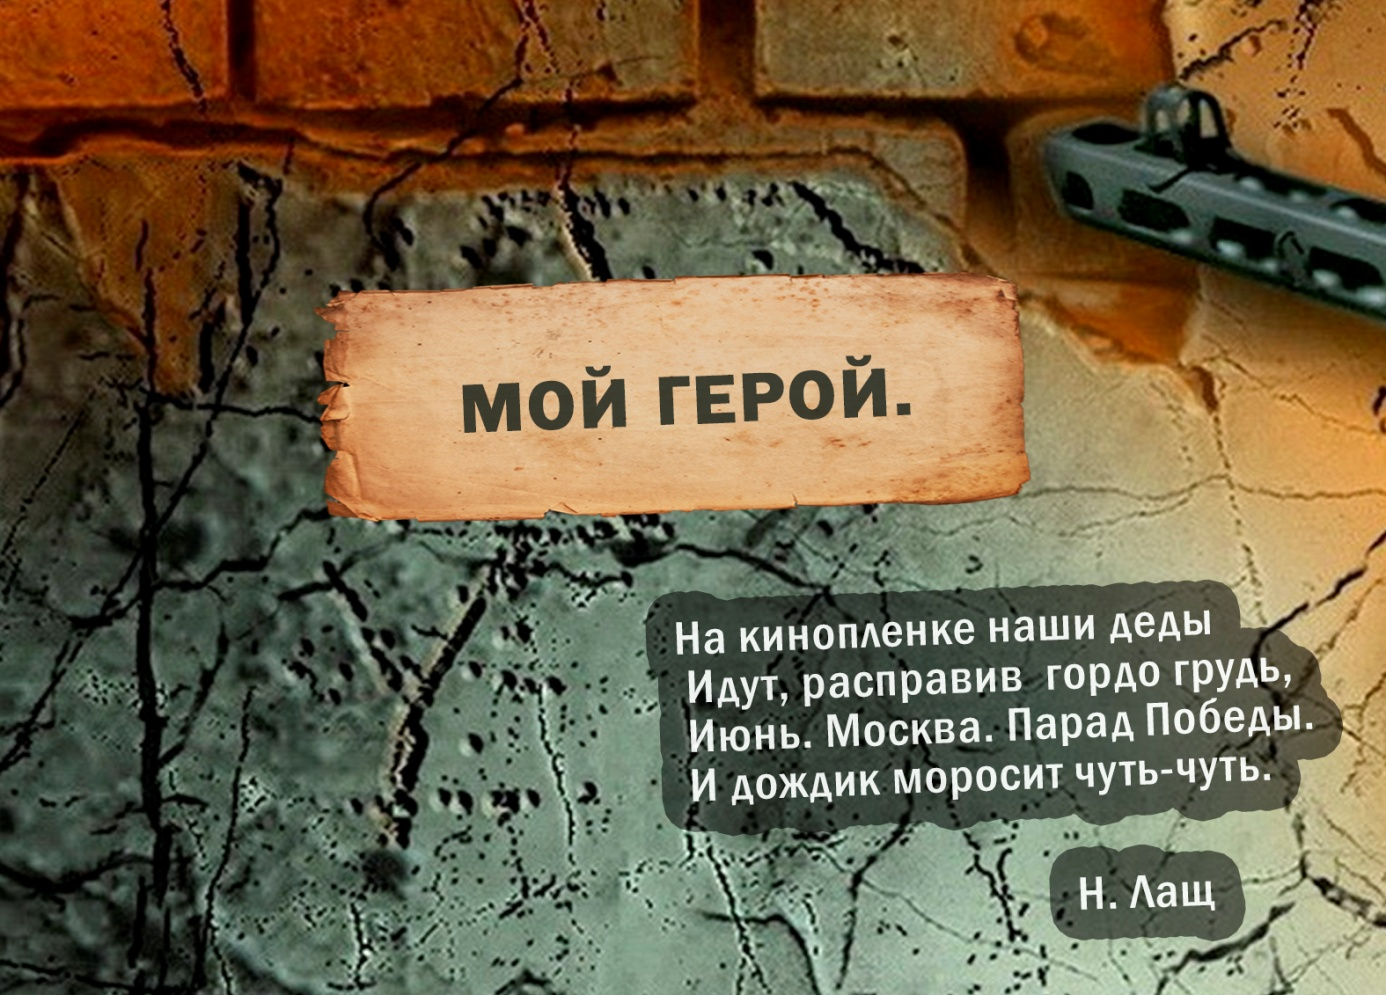 МОЙ ГЕРОЙ.
На кинопленке наши деды
Идут, расправив  гордо грудь,
Июнь. Москва. Парад Победы.
И дождик моросит чуть-чуть.
Н. Лащ